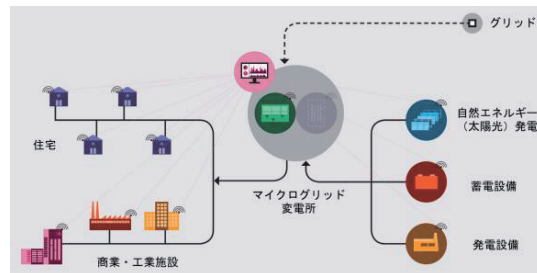 グリッド
自然エネルギー
（太陽光）発電
住宅
マイクログリッド
変電所
蓄電設備
発電設備
商業・工業施設